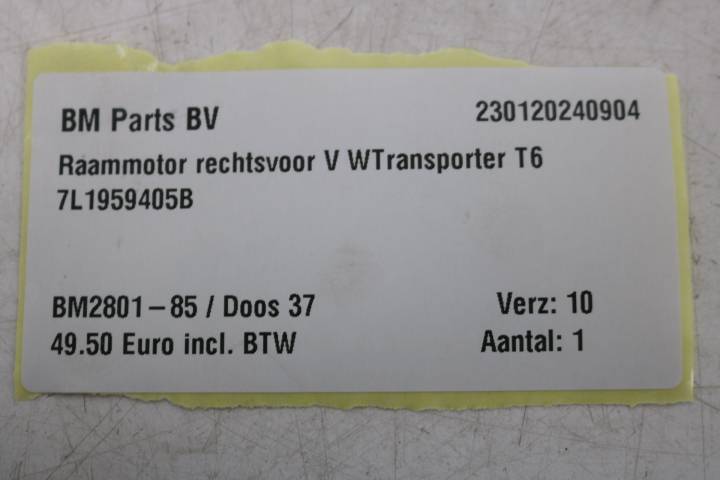 BM Parts BV 230120240904
Raammotor rechtsvoor V WTransporter T6
7L1959405B
BM2801-85 / Doos 37 Verz: 10
49.50 Euro incl. BTW Aantal: 1